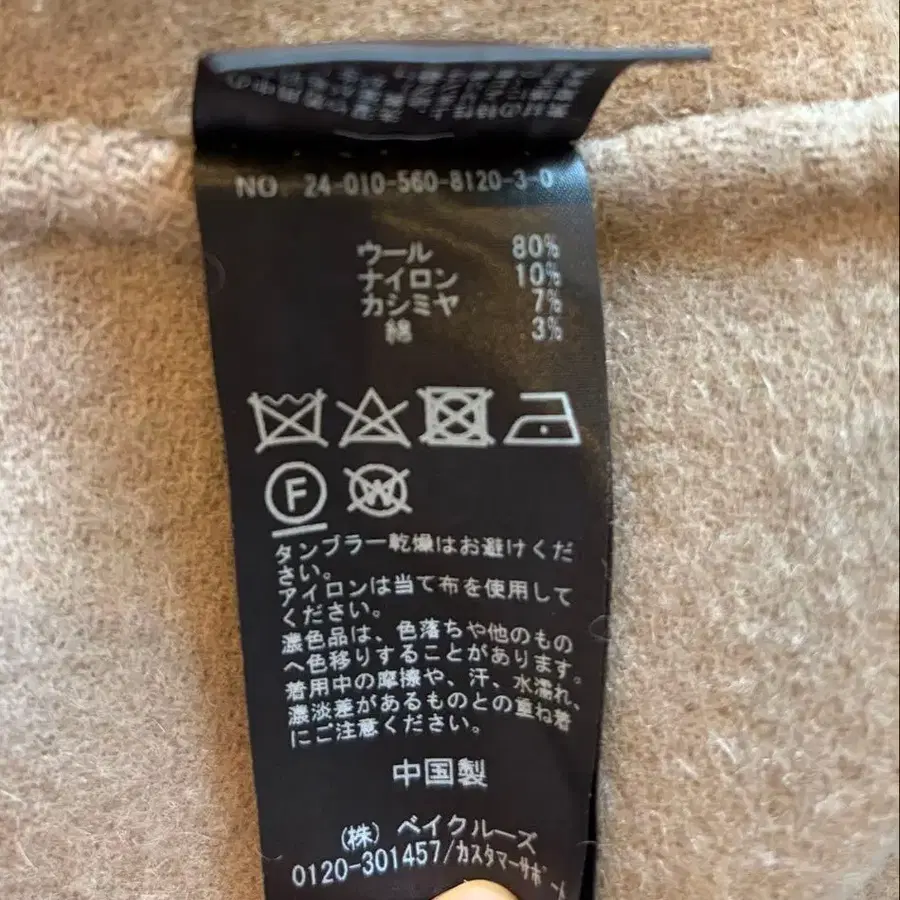 NO. 24-010-560-8120-3-0
ウール 80%
ナイロン 10%
カシミヤ 7%
綿 3%
F
W
タンブラー乾燥はお避けくだ
さい。
アイロンは当て布を使用して
ください。
濃色品は、色落ちや他のもの
へ色移りすることがあります。
着用中の摩擦や、汗、水濡れ、
濃淡差があるものとの重ね着
にご注意ください。
中国製
(株) ベイクルーズ
0120-301457/カスタマーサポート